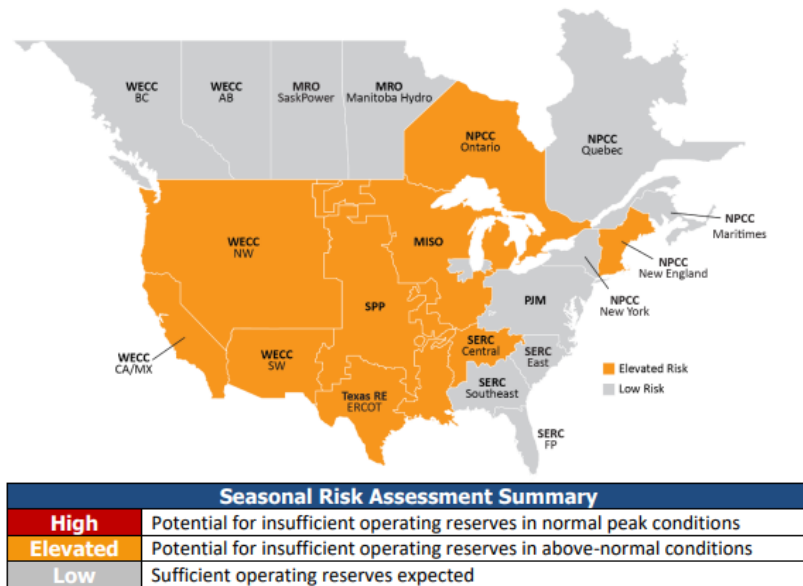 WECC
BC
WECC
AB
MRO
SaskPower
MRO
Manitoba Hydro
NPCC
Ontario
NPCC
Quebec
NPCC
Maritimes
NPCC
New England
NPCC
New York
WECC
NW
MISO
SPP
PJM
WECC
CA/MX
WECC
SW
SERC
Central
SERC
East
Texas RE
ERCOT
SERC
Southeast
SERC
FP
Elevated Risk
Low Risk
Seasonal Risk Assessment Summary
High Potential for insufficient operating reserves in normal peak conditions
Elevated Potential for insufficient operating reserves in above-normal conditions
Low Sufficient operating reserves expected